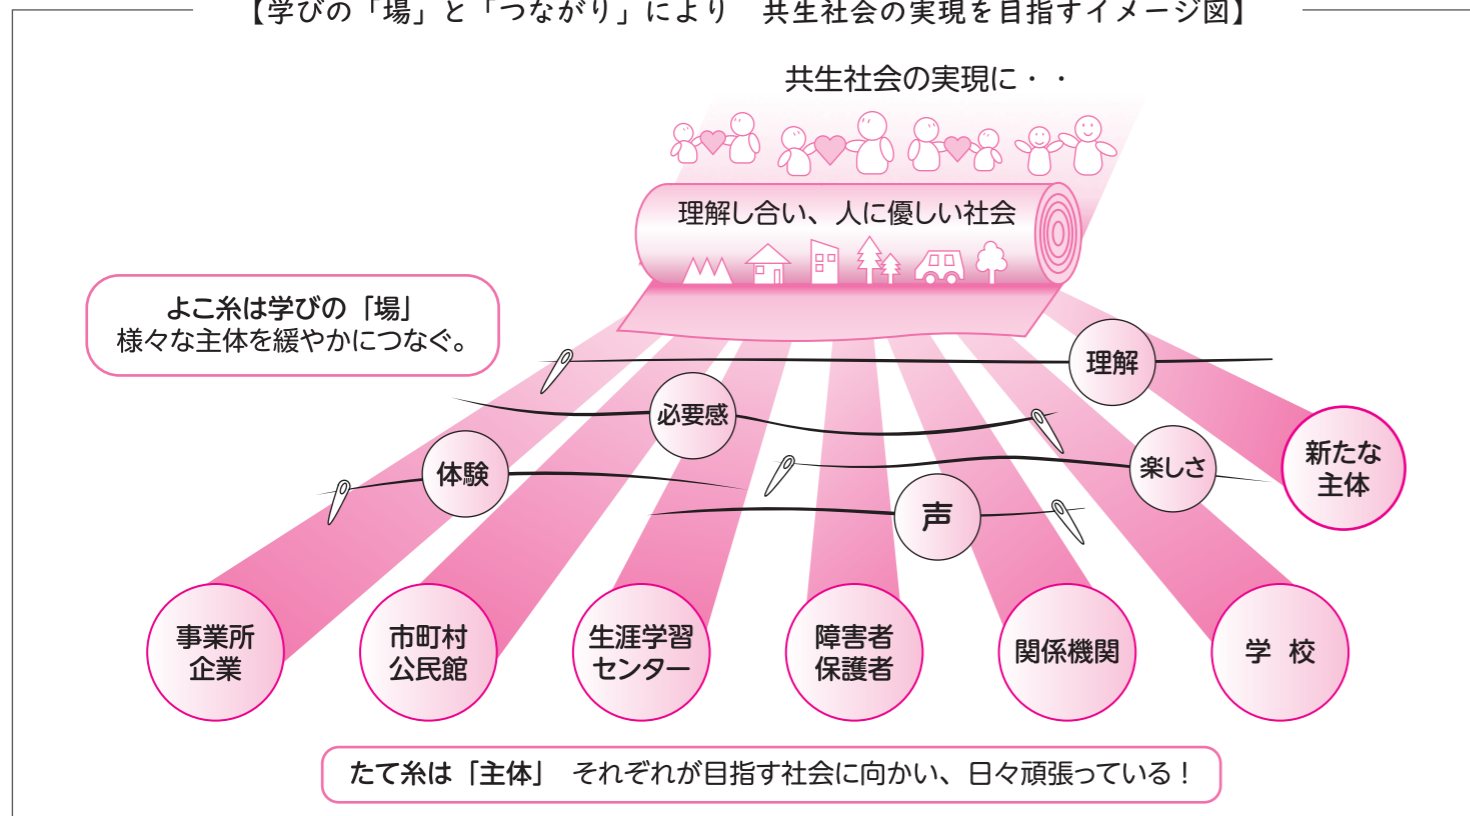 【学びの「場」と「つながり」により　共生社会の実現を目指すイメージ図】
共生社会の実現に・・
理解し合い、人に優しい社会
よこ糸は学びの「場」
様々な主体を緩やかにつなぐ。
理解
必要感
体験
楽しさ
声
新たな
主体
事業所
企業
市町村
公民館
生涯学習
センター
障害者
保護者
関係機関
学 校
たて糸は「主体」 それぞれが目指す社会に向かい、日々頑張っている！